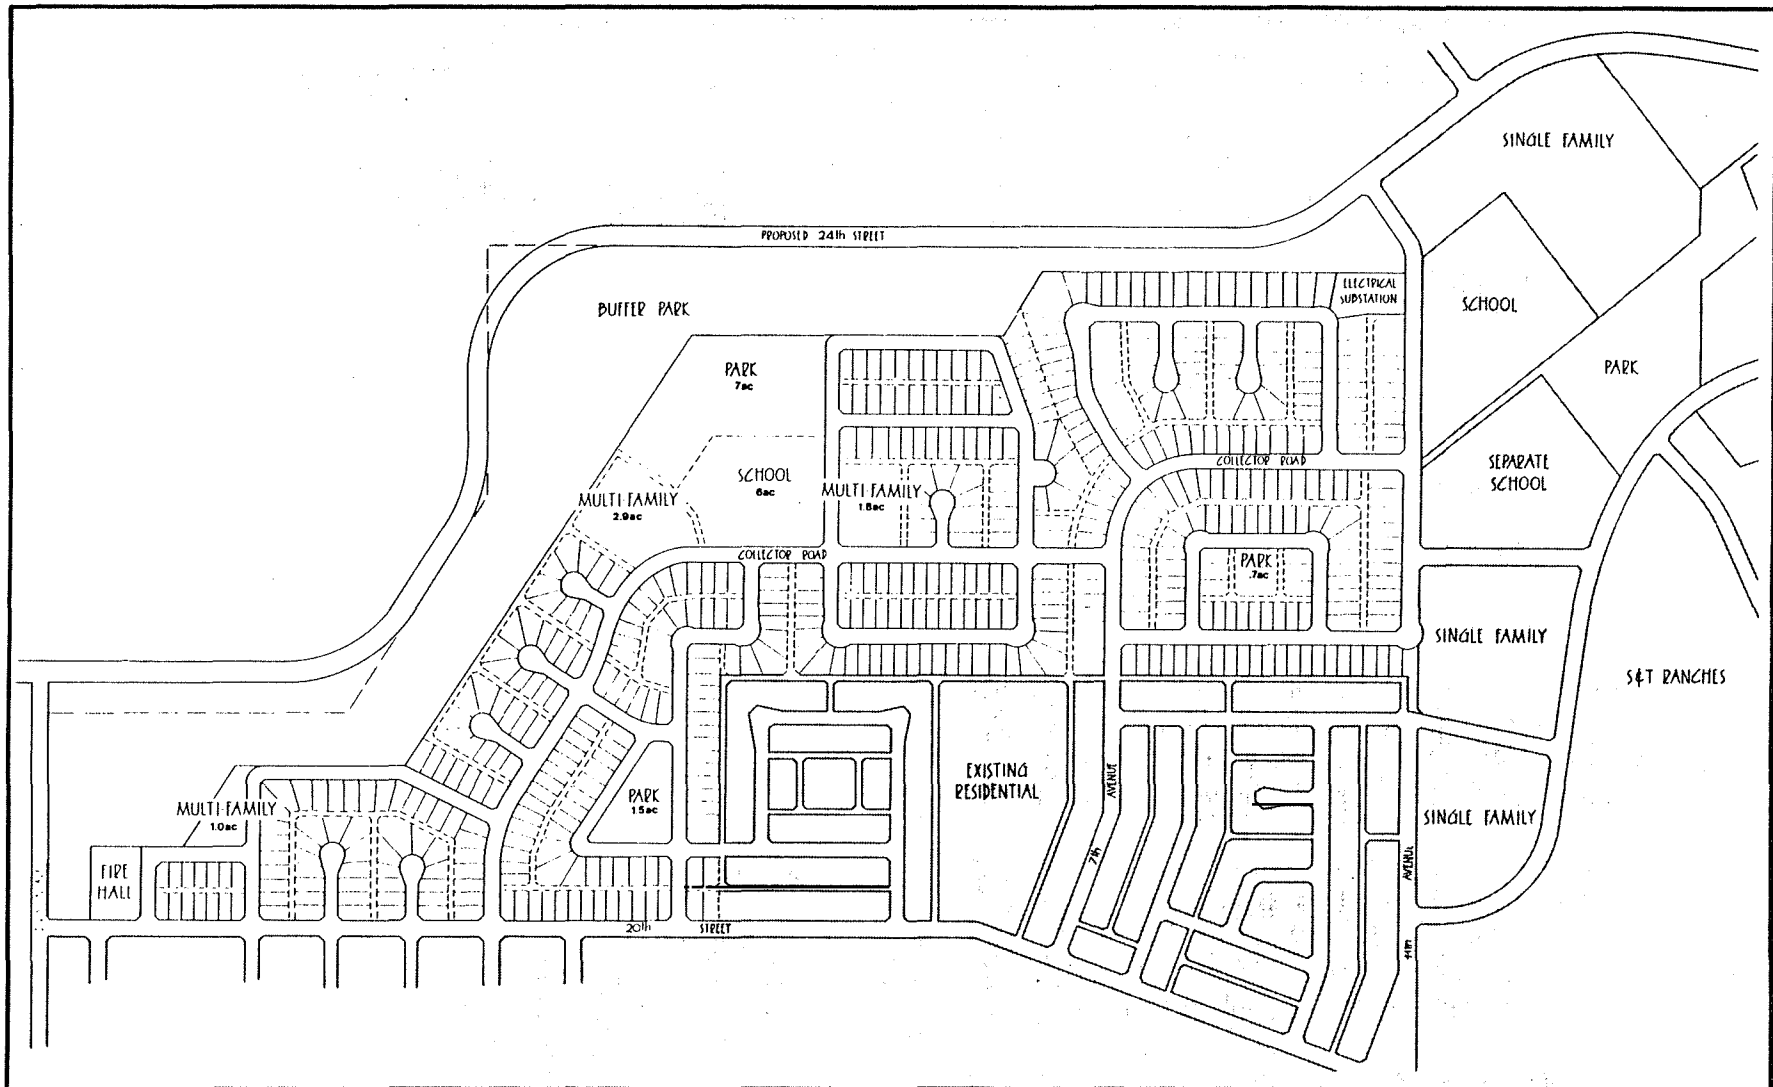 SINGLE FAMILY
PROPOSED 24th STREET
ELECTRICAL
SUBSTATION
BUFFER PARK
SCHOOL
PARK
7ac
PARK
COLLECTOR ROAD
SCHOOL
6ac
MULTI FAMILY
1.8ac
MULTI FAMILY
2.9ac
SEPARATE
SCHOOL
COLLECTOR ROAD
PARK
.7ac
SINGLE FAMILY
S&T RANCHES
EXISTING
RESIDENTIAL
AVENUE
7th
PARK
1.5ac
MULTI FAMILY
1.0ac
SINGLE FAMILY
FIRE
HALL
AVENUE
11th
20th STREET